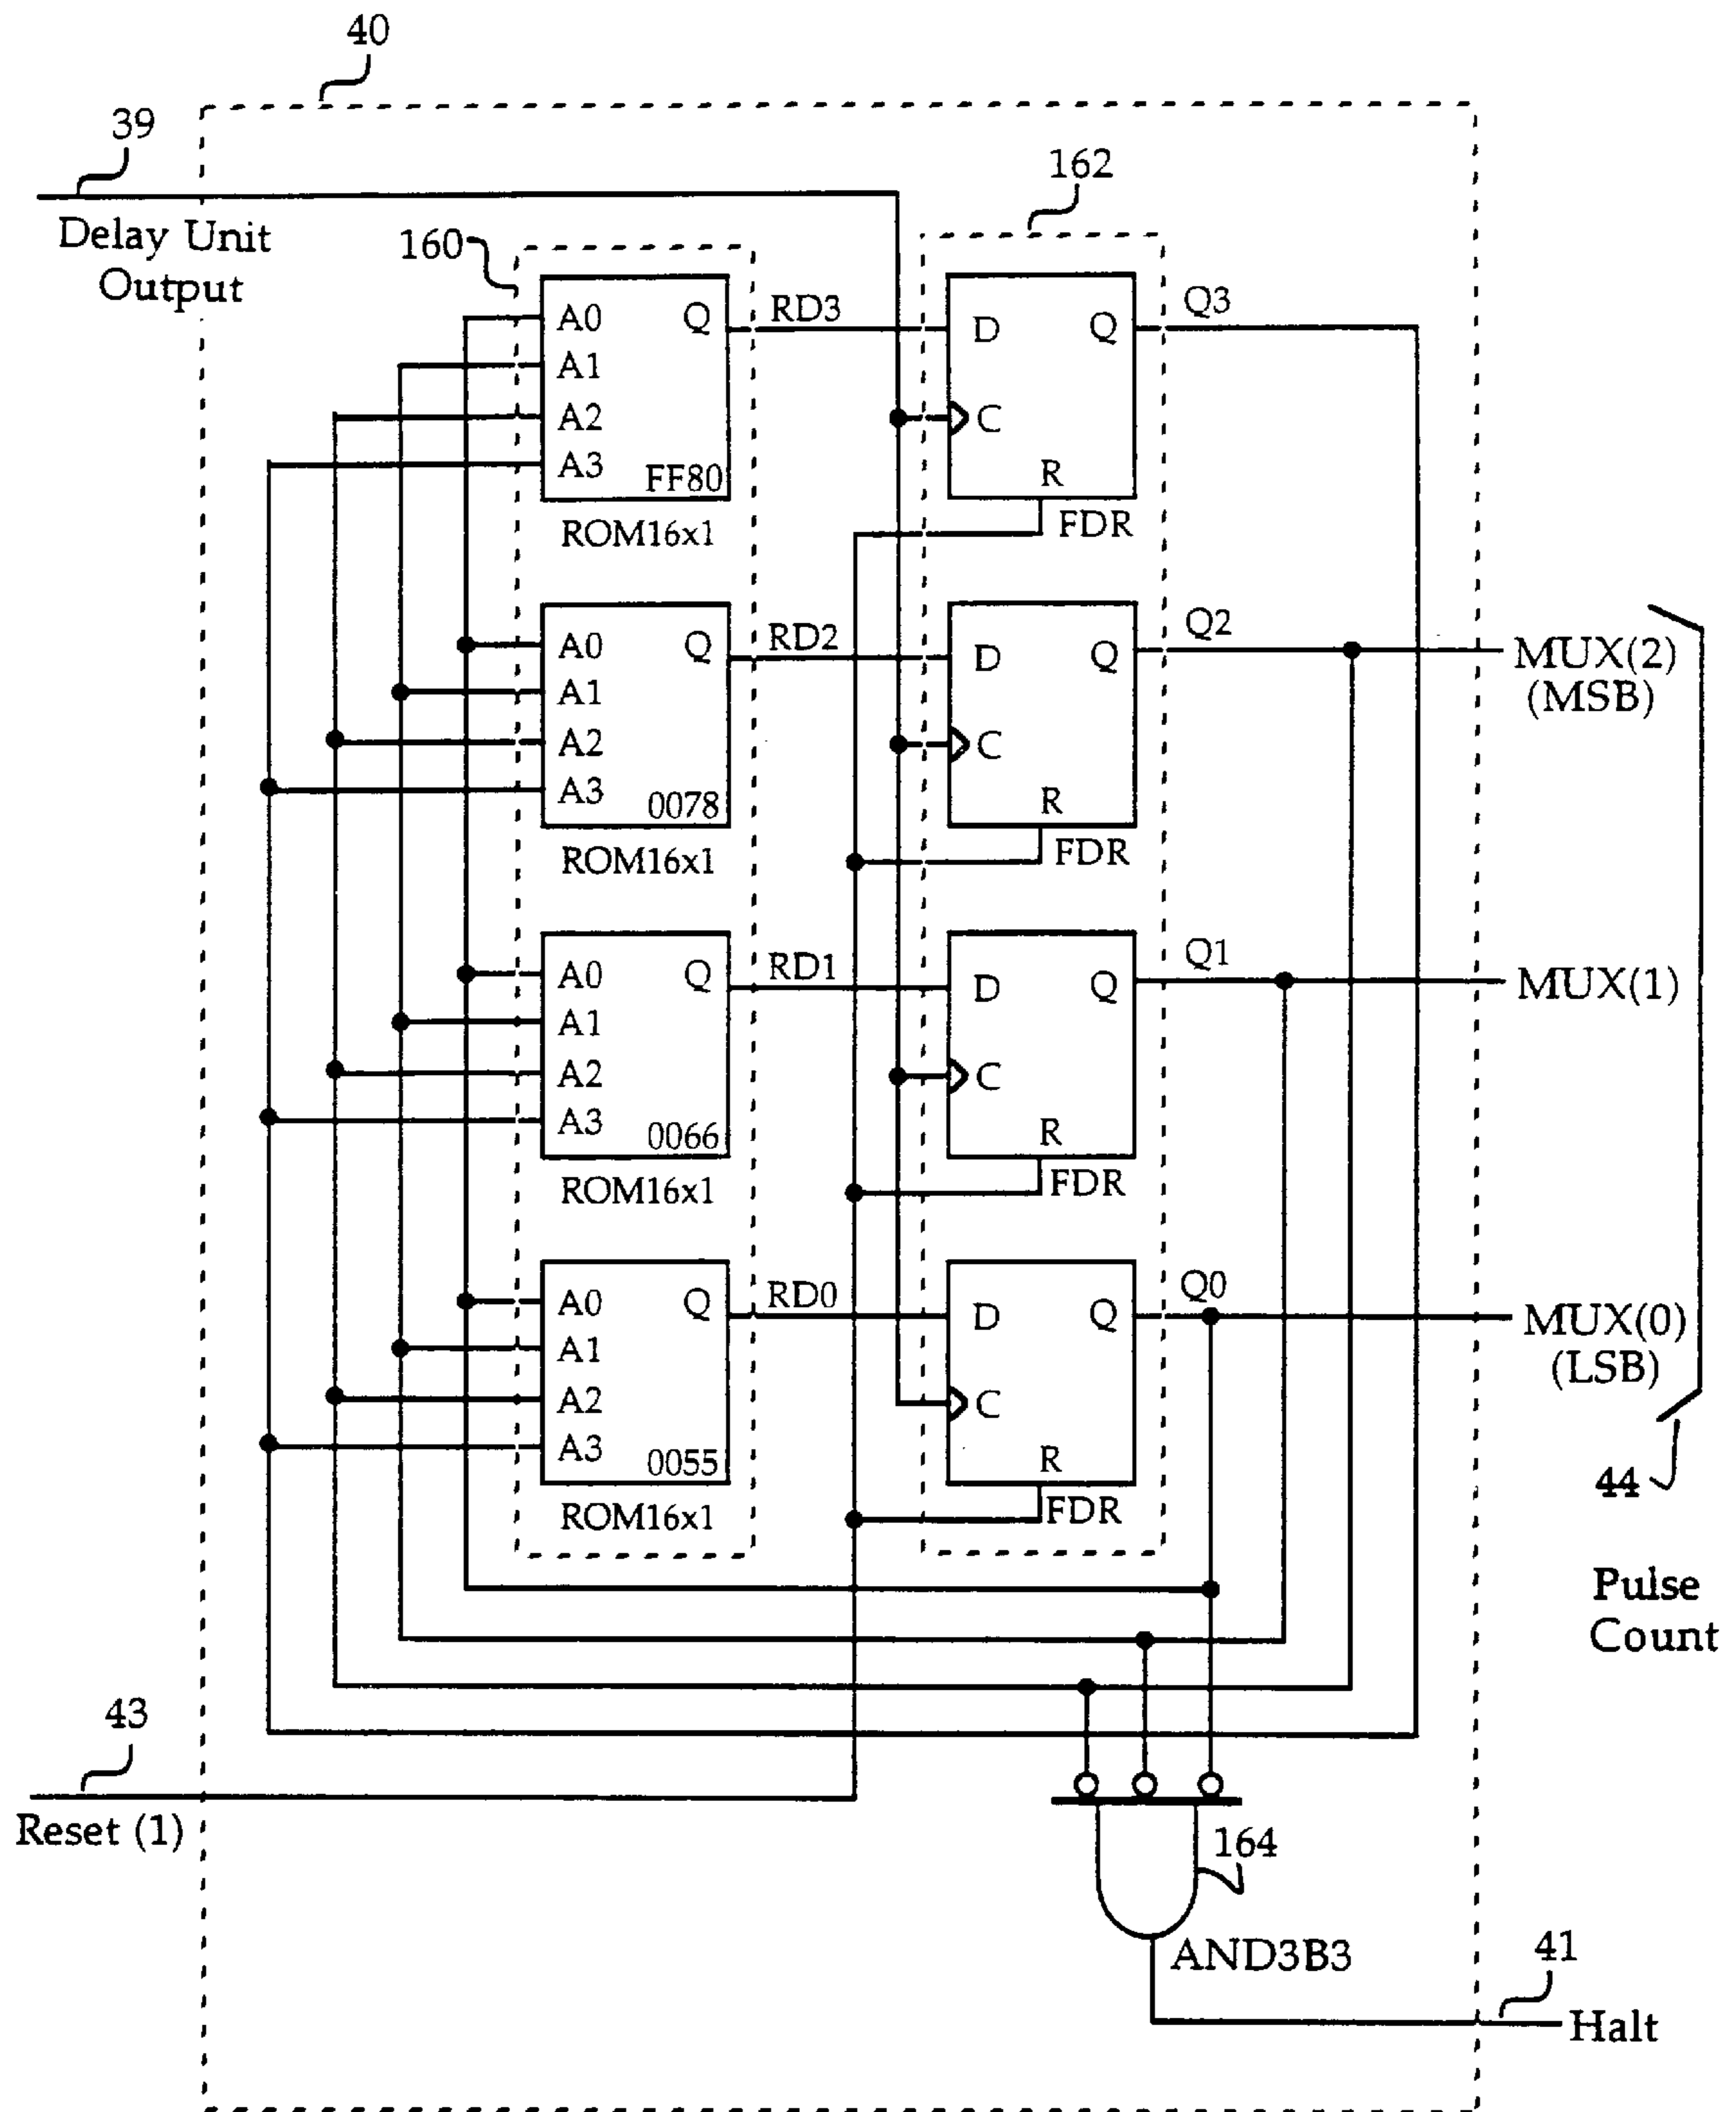 40
39
162
Delay Unit
Output
160
A0 Q RD3 D Q Q3
A1
A2 C
A3 R
FF80
ROM16x1 FDR
A0 Q RD2 D Q Q2 MUX(2)
(MSB)
A1
A2 C
A3 R
0078
ROM16x1 FDR
A0 Q RD1 D Q Q1 MUX(1)
A1
A2 C
A3 R
0066
ROM16x1 FDR
A0 Q RD0 D Q Q0 MUX(0)
(LSB)
A1
A2 C
A3 R
0055
ROM16x1 FDR
44
Pulse
Count
43
Reset (1)
164
AND3B3
41
Halt